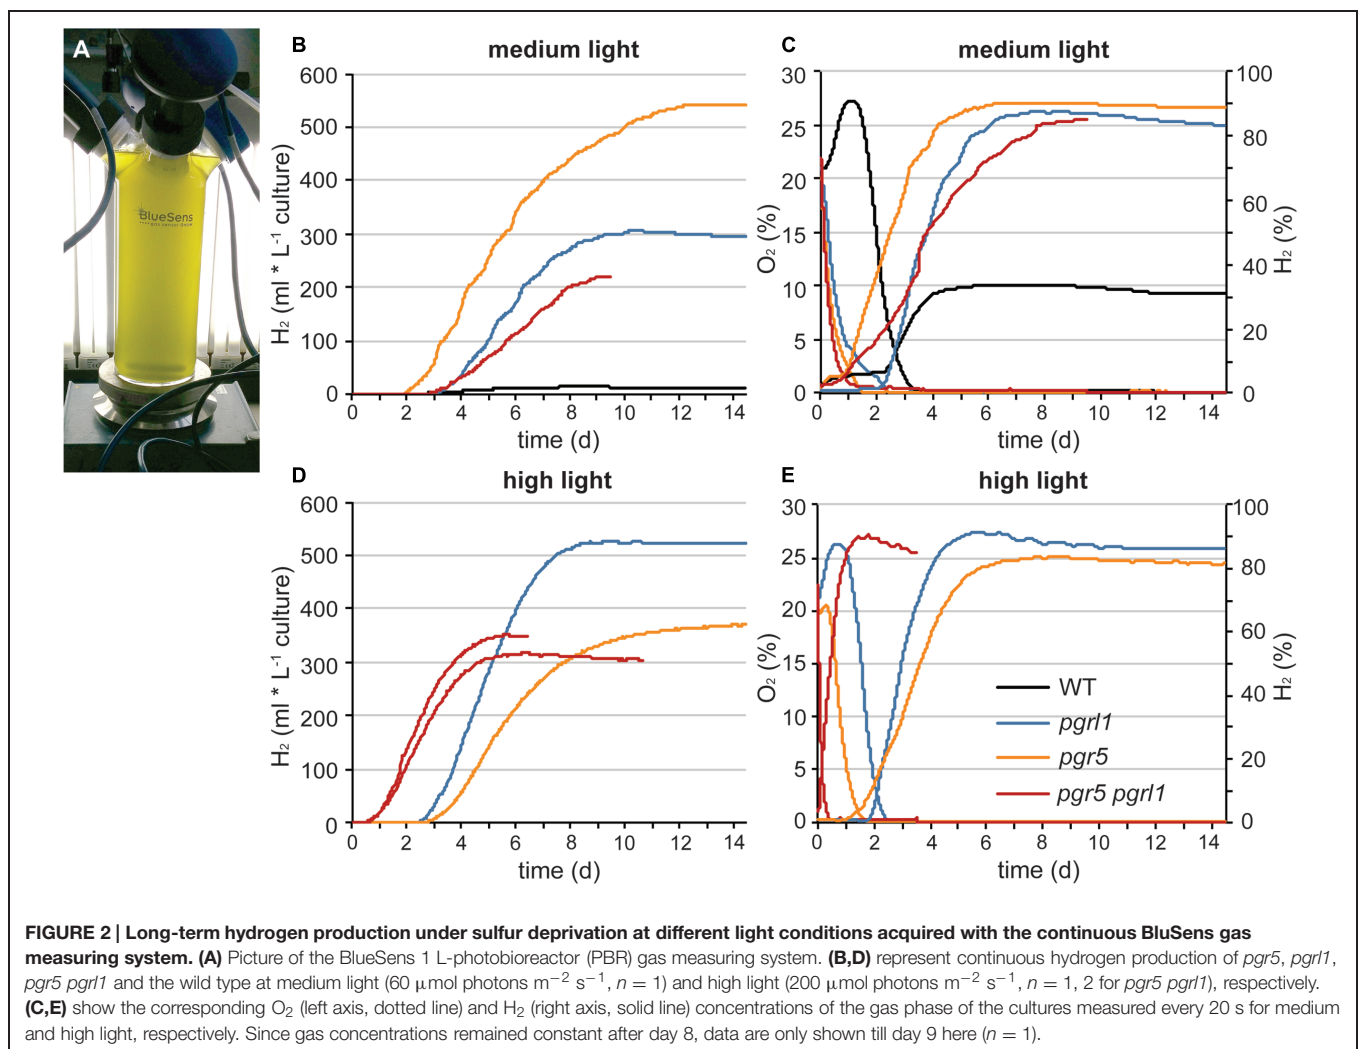 A
BlueSens
B
medium light
600
500
400
300
200
100
0
H₂ (ml * L⁻¹ culture)
0 2 4 6 8 10 12 14
time (d)
C
medium light
30
25
20
15
10
5
0
O₂ (%)
100
80
60
40
20
0
H₂ (%)
0 2 4 6 8 10 12 14
time (d)
D
high light
600
500
400
300
200
100
0
H₂ (ml * L⁻¹ culture)
0 2 4 6 8 10 12 14
time (d)
E
high light
30
25
20
15
10
5
0
O₂ (%)
100
80
60
40
20
0
H₂ (%)
WT
pgrl1
pgr5
pgr5 pgrl1
0 2 4 6 8 10 12 14
time (d)
FIGURE 2 | Long-term hydrogen production under sulfur deprivation at different light conditions acquired with the continuous BluSens gas
measuring system. (A) Picture of the BlueSens 1 L-photobioreactor (PBR) gas measuring system. (B,D) represent continuous hydrogen production of pgr5, pgrl1,
pgr5 pgrl1 and the wild type at medium light (60 μmol photons m⁻² s⁻¹, n = 1) and high light (200 μmol photons m⁻² s⁻¹, n = 1, 2 for pgr5 pgrl1), respectively.
(C,E) show the corresponding O₂ (left axis, dotted line) and H₂ (right axis, solid line) concentrations of the gas phase of the cultures measured every 20 s for medium
and high light, respectively. Since gas concentrations remained constant after day 8, data are only shown till day 9 here (n = 1).